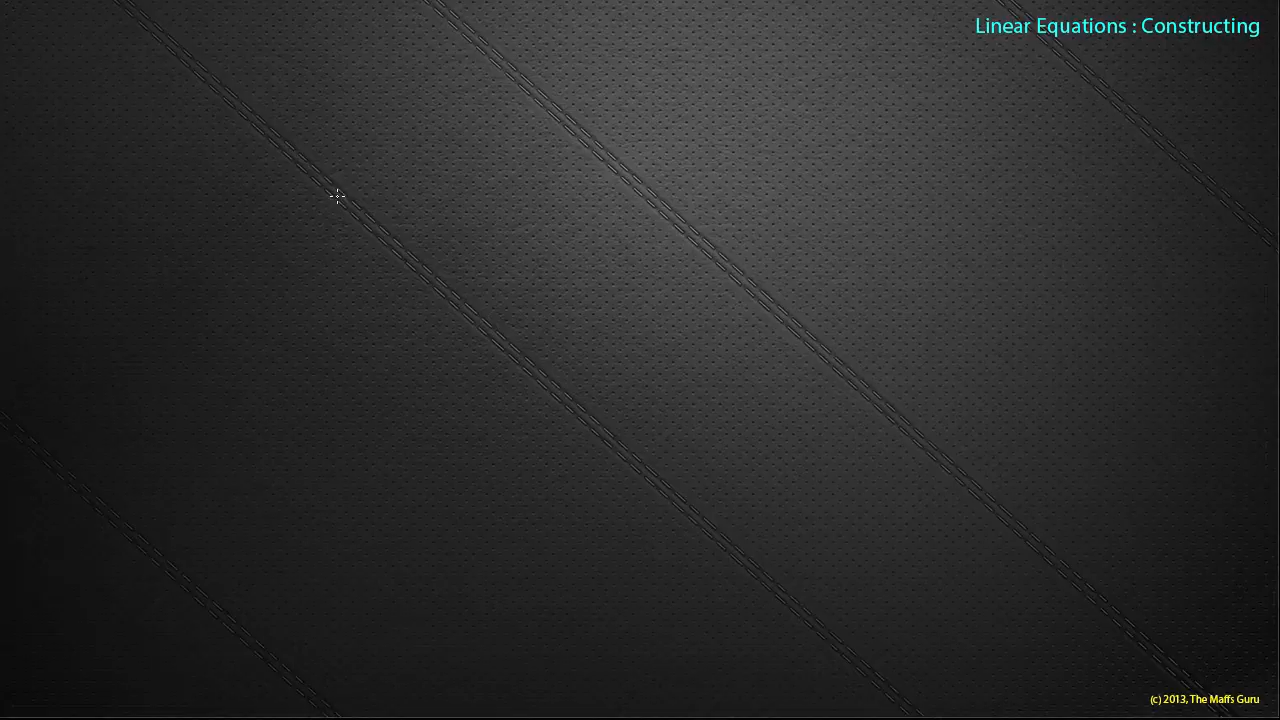 Linear Equations : Constructing
(c) 2013, The Maffs Guru